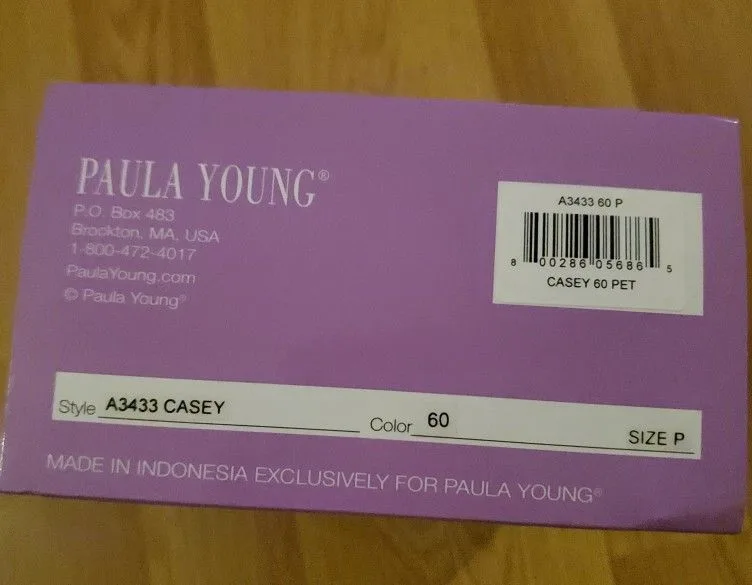 PAULA YOUNG®
P.O. Box 483
Brockton, MA, USA
1-800-472-4017
PaulaYoung.com
© Paula Young®
A3433 60 P
8 00286 05686 5
CASEY 60 PET
Style A3433 CASEY Color 60 SIZE P
MADE IN INDONESIA EXCLUSIVELY FOR PAULA YOUNG®